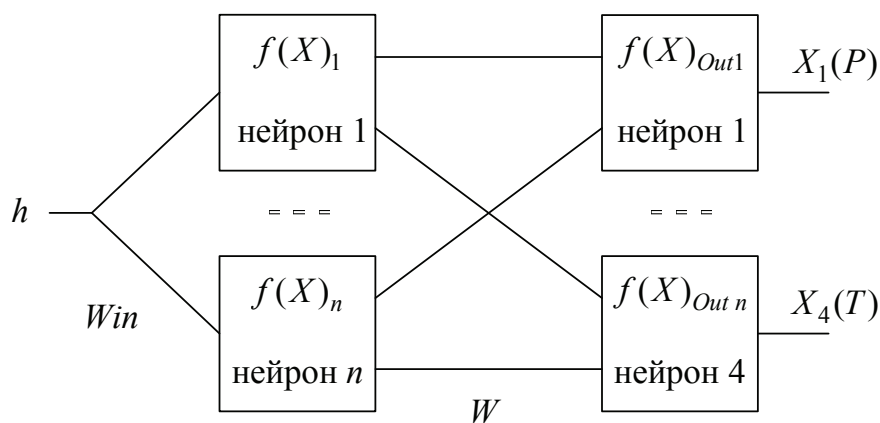 f(X)₁
нейрон 1
f(X)Out1
нейрон 1
X₁(P)
h
Win
f(X)ₙ
нейрон n
W
f(X)Out n
нейрон 4
X₄(T)